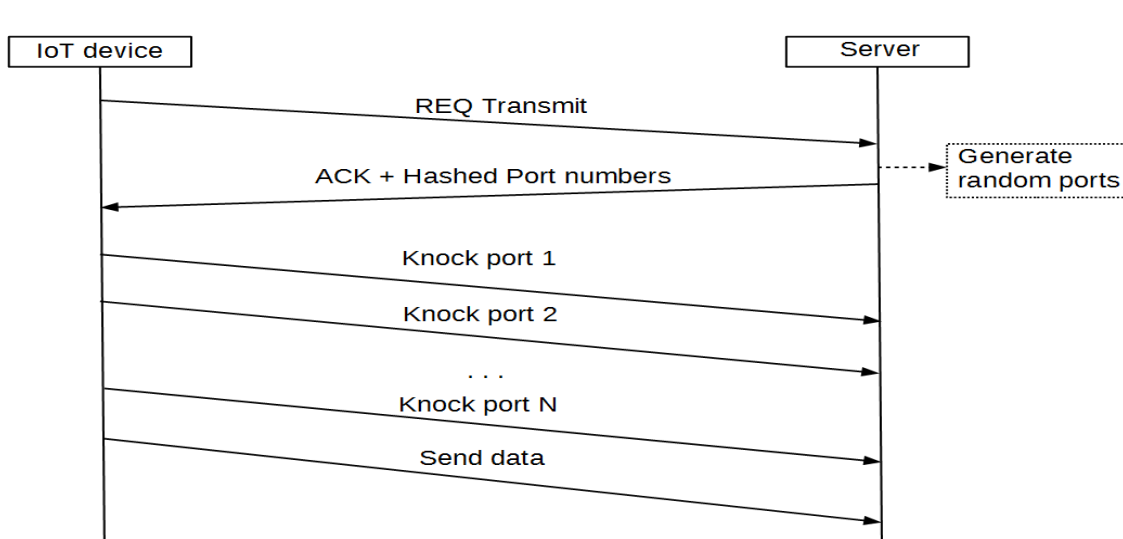 IoT device
Server
REQ Transmit
Generate
random ports
ACK + Hashed Port numbers
Knock port 1
Knock port 2
. . .
Knock port N
Send data